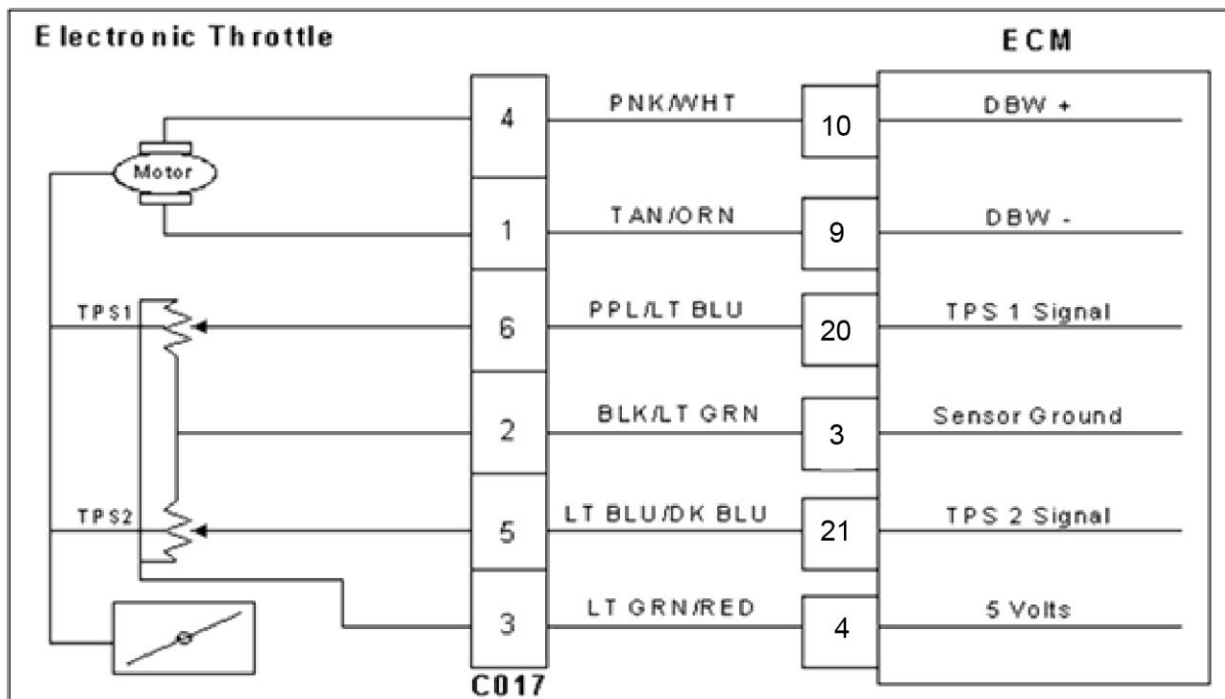 Electronic Throttle
ECM
4
PNK/WHT
10
DBW +
Motor
1
TAN/ORN
9
DBW -
TPS1
6
PPL/LT BLU
20
TPS 1 Signal
2
BLK/LT GRN
3
Sensor Ground
TPS2
5
LT BLU/DK BLU
21
TPS 2 Signal
3
LT GRN/RED
4
5 Volts
C017